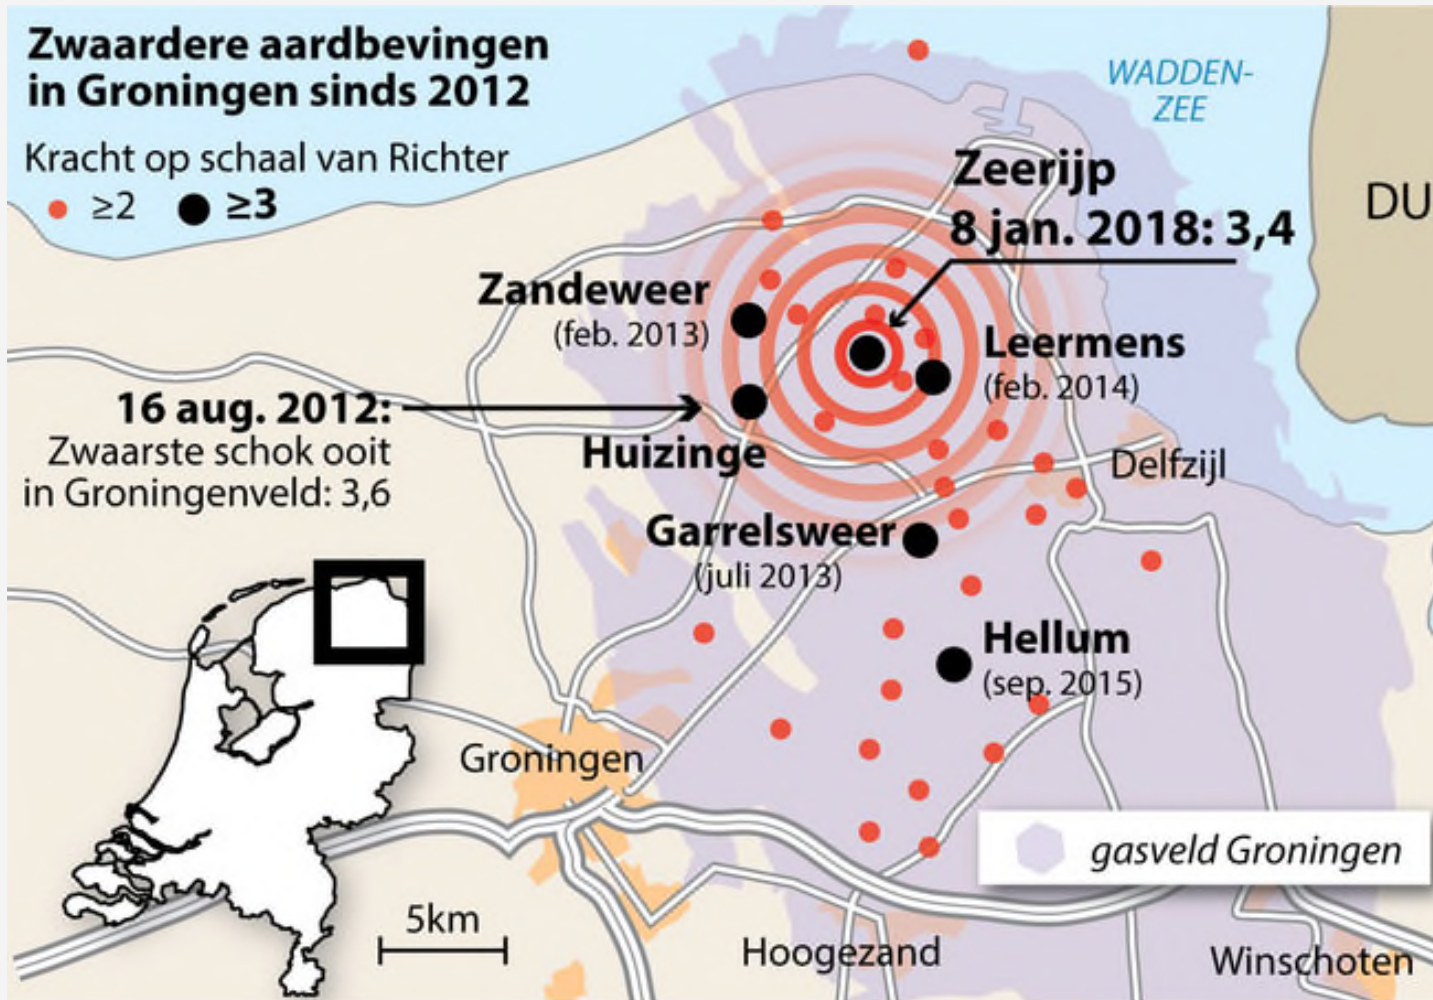 Zwaardere aardbevingen
in Groningen sinds 2012
Kracht op schaal van Richter
≥2 ≥3
WADDEN-
ZEE
DU
Zeerijp
8 jan. 2018: 3,4
Zandeweer
(feb. 2013)
Leermens
(feb. 2014)
16 aug. 2012:
Zwaarste schok ooit
in Groningenveld: 3,6
Huizinge
Delfzijl
Garrelsweer
(juli 2013)
Hellum
(sep. 2015)
Groningen
gasveld Groningen
5km
Hoogezand
Winschoten